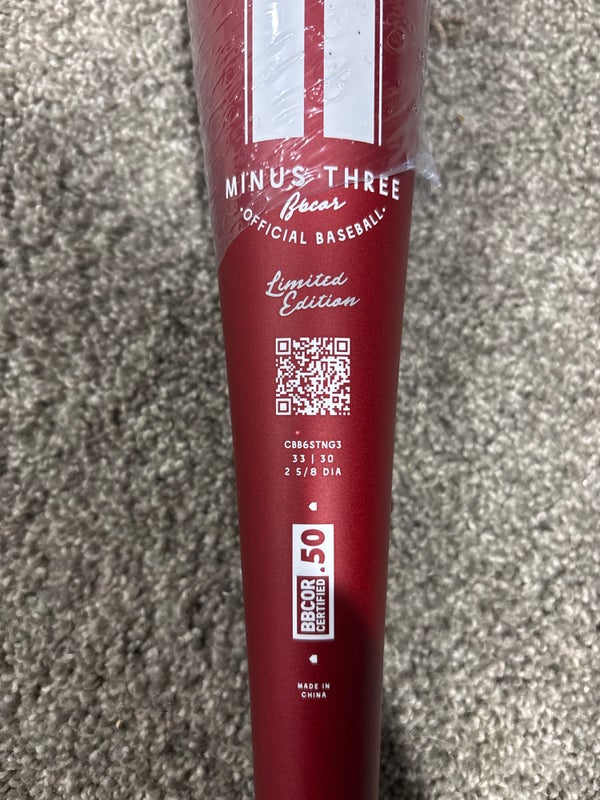 MINUS THREE
Bbcor
·OFFICIAL BASEBALL·
Limited
Edition
CBB6STNG3
33 | 30
2 5/8 DIA
BBCOR
CERTIFIED
.50
MADE IN
CHINA